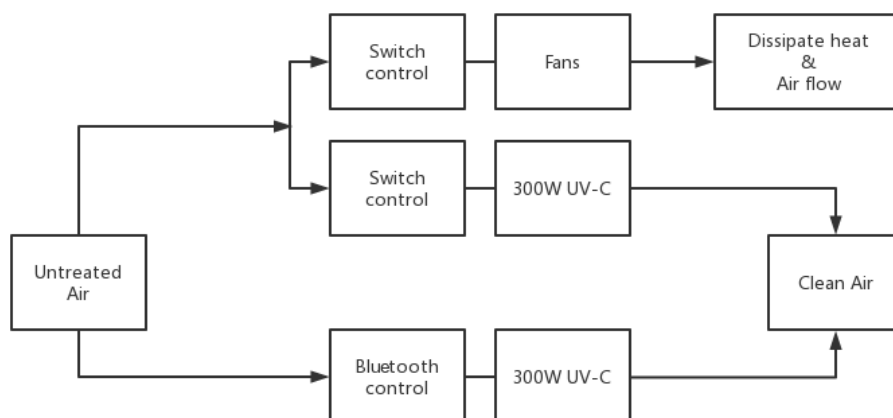 Switch
control
Fans
Dissipate heat
&
Air flow
Switch
control
300W UV-C
Untreated
Air
Clean Air
Bluetooth
control
300W UV-C